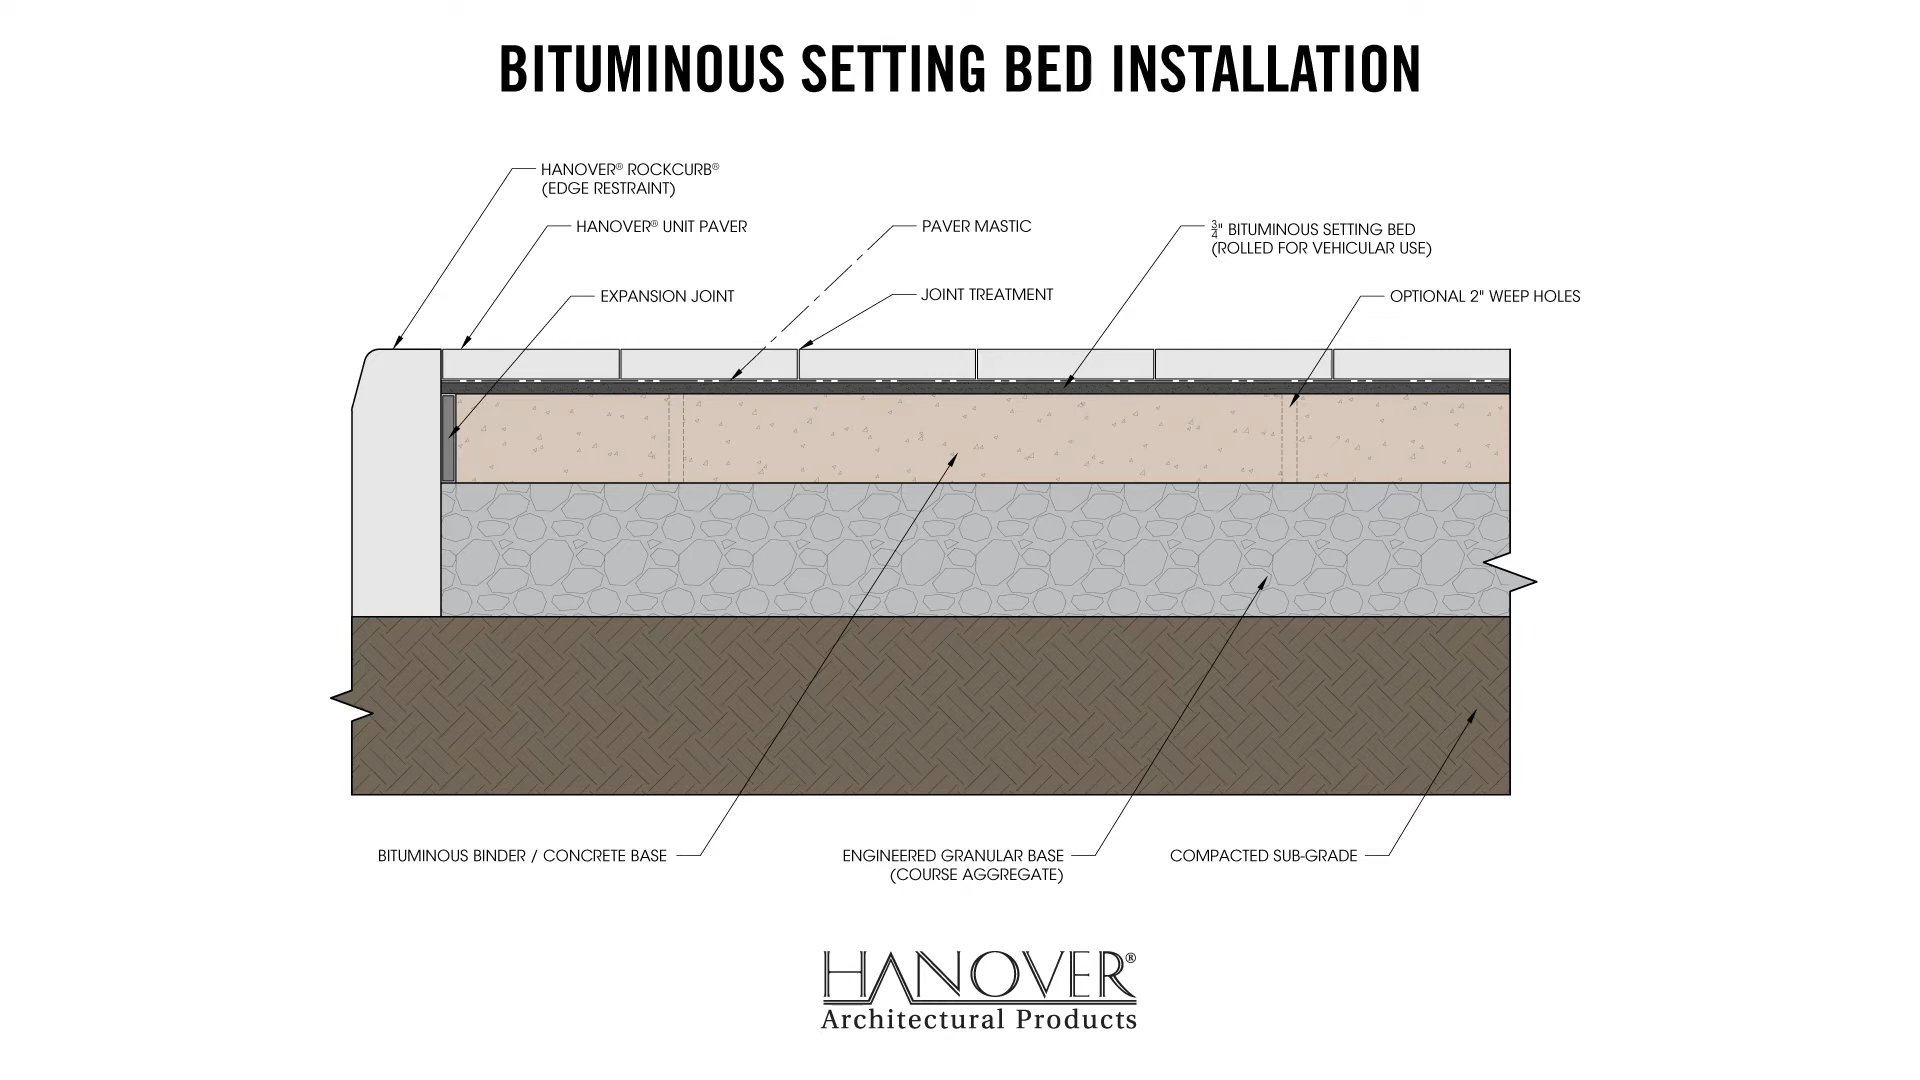 BITUMINOUS SETTING BED INSTALLATION
HANOVER® ROCKCURB®
(EDGE RESTRAINT)
HANOVER® UNIT PAVER
PAVER MASTIC
3/4" BITUMINOUS SETTING BED
(ROLLED FOR VEHICULAR USE)
EXPANSION JOINT
JOINT TREATMENT
OPTIONAL 2" WEEP HOLES
BITUMINOUS BINDER / CONCRETE BASE
ENGINEERED GRANULAR BASE
(COURSE AGGREGATE)
COMPACTED SUB-GRADE
HANOVER®
Architectural Products